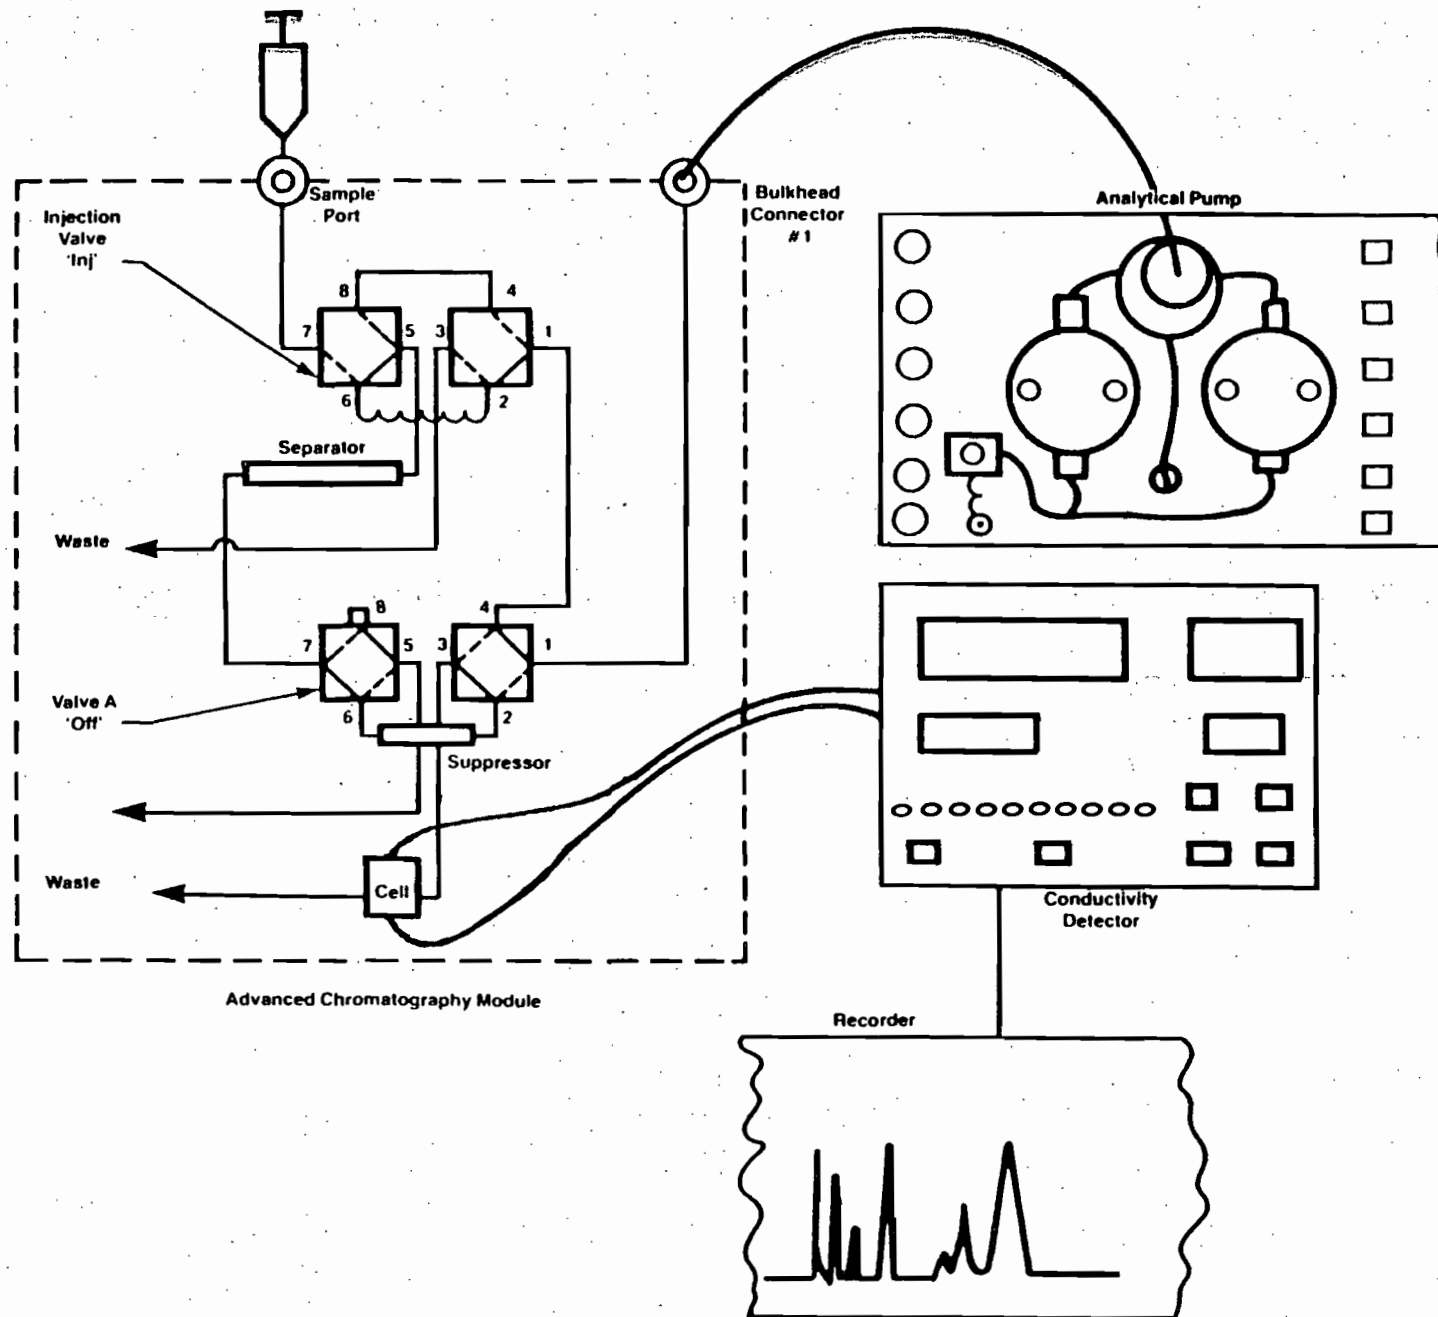 Sample
Port
Injection
Valve
'Inj'
Bulkhead
Connector
#1
Analytical Pump
8
4
7
5
3
1
6
2
Separator
Waste
8
4
7
5
3
1
Valve A
'Off'
6
2
Suppressor
Waste
Cell
Conductivity
Detector
Advanced Chromatography Module
Recorder